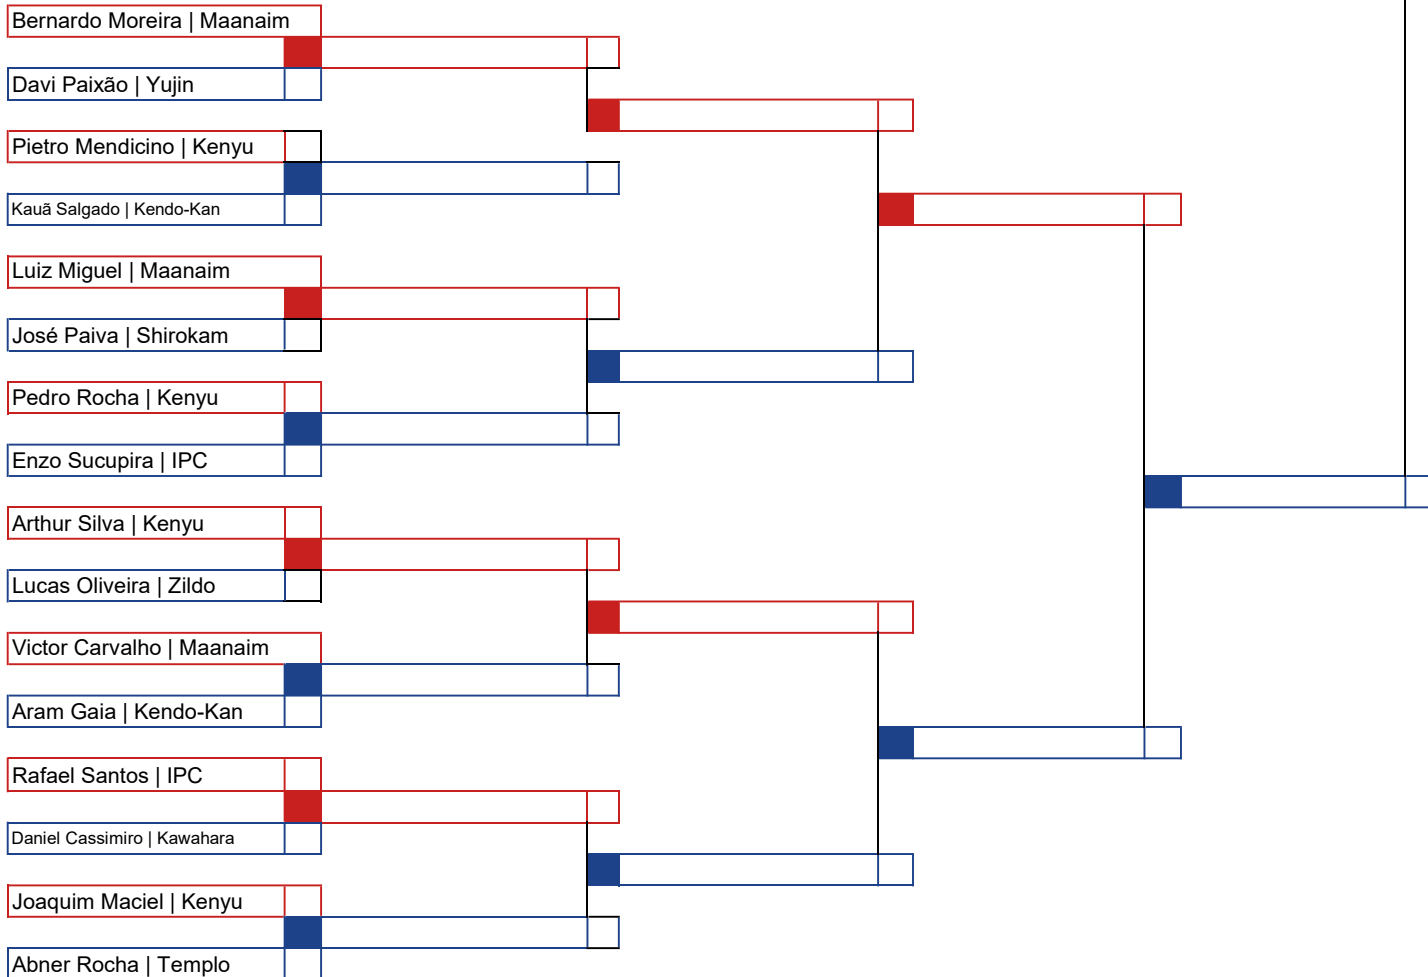 Bernardo Moreira | Maanaim
Davi Paixão | Yujin
Pietro Mendicino | Kenyu
Kauã Salgado | Kendo-Kan
Luiz Miguel | Maanaim
José Paiva | Shirokam
Pedro Rocha | Kenyu
Enzo Sucupira | IPC
Arthur Silva | Kenyu
Lucas Oliveira | Zildo
Victor Carvalho | Maanaim
Aram Gaia | Kendo-Kan
Rafael Santos | IPC
Daniel Cassimiro | Kawahara
Joaquim Maciel | Kenyu
Abner Rocha | Templo